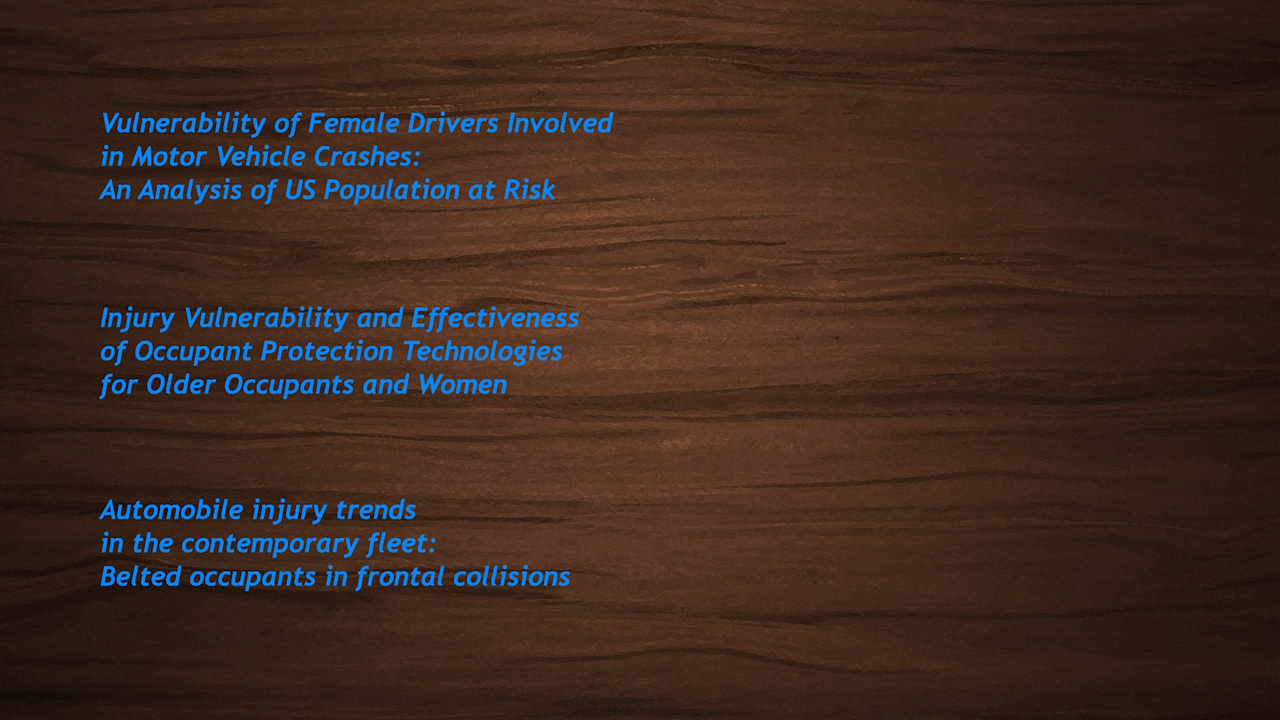 Vulnerability of Female Drivers Involved
in Motor Vehicle Crashes:
An Analysis of US Population at Risk
Injury Vulnerability and Effectiveness
of Occupant Protection Technologies
for Older Occupants and Women
Automobile injury trends
in the contemporary fleet:
Belted occupants in frontal collisions